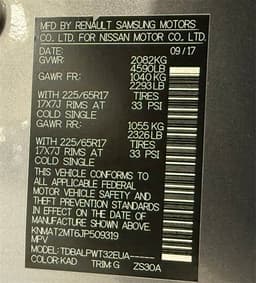 MFD BY RENAULT SAMSUNG MOTORS
CO. LTD. FOR NISSAN MOTOR CO. LTD.
DATE: 09/17
GVWR: 2082KG
4590LB
GAWR FR: 1040KG
2293LB
WITH 225/65R17 TIRES
17X7J RIMS AT 33 PSI
COLD SINGLE
GAWR RR: 1055KG
2326LB
WITH 225/65R17 TIRES
17X7J RIMS AT 33 PSI
COLD SINGLE
THIS VEHICLE CONFORMS TO
ALL APPLICABLE FEDERAL
MOTOR VEHICLE SAFETY AND
THEFT PREVENTION STANDARDS
IN EFFECT ON THE DATE OF
MANUFACTURE SHOWN ABOVE.
KNMAT2MT6JP509319
MPV
MODEL: TDBALPWT32EUA------
COLOR: KAD TRIM: G ZS30A